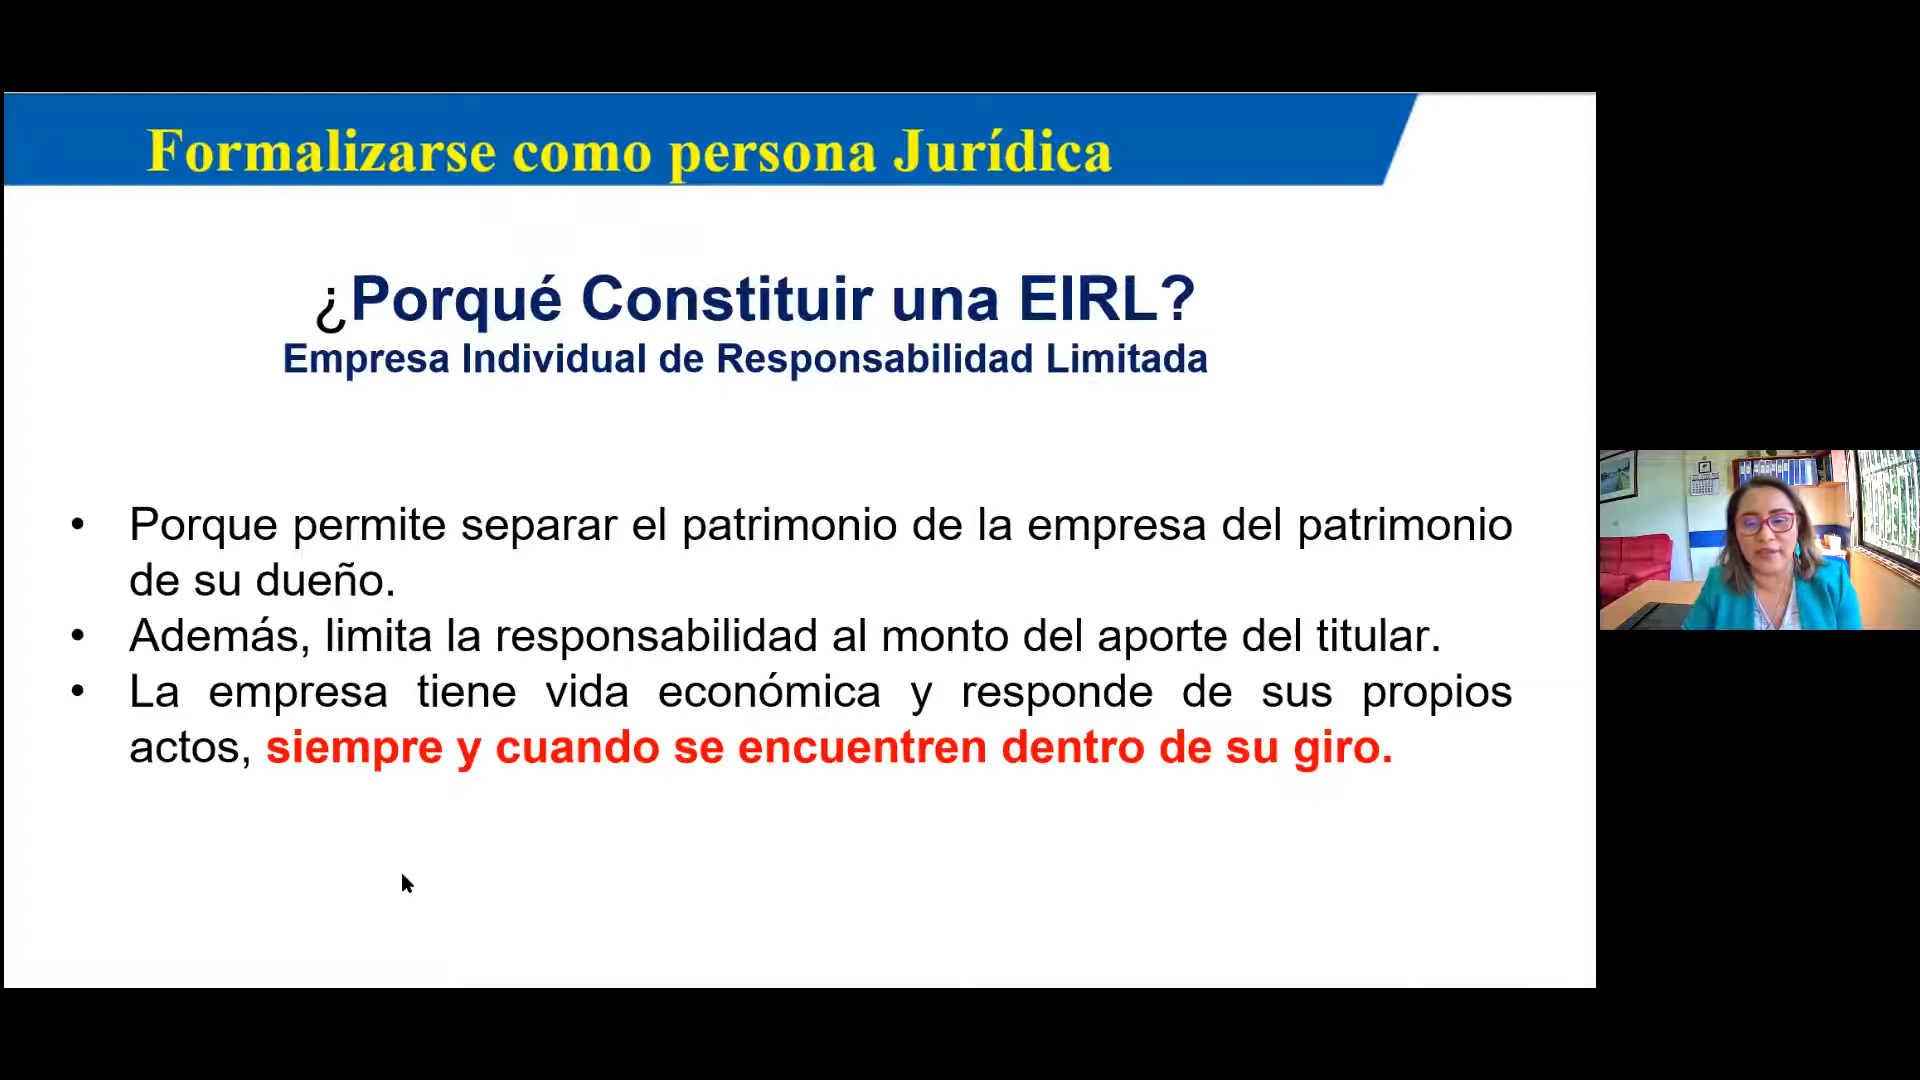 Formalizarse como persona Jurídica
¿Porqué Constituir una EIRL?
Empresa Individual de Responsabilidad Limitada
• Porque permite separar el patrimonio de la empresa del patrimonio
de su dueño.
• Además, limita la responsabilidad al monto del aporte del titular.
• La empresa tiene vida económica y responde de sus propios
actos, siempre y cuando se encuentren dentro de su giro.